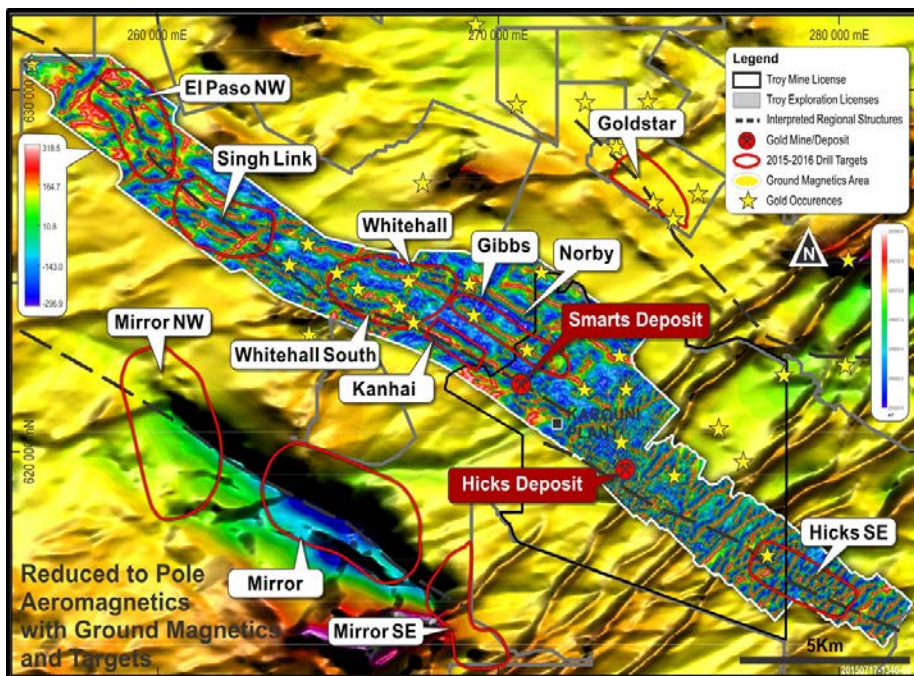 260 000 mE
270 000 mE
280 000 mE
630 000 mN
El Paso NW
Singh Link
Goldstar
Legend
Troy Mine License
Troy Exploration Licenses
Interpreted Regional Structures
Gold Mine/Deposit
2015-2016 Drill Targets
Ground Magnetics Area
Gold Occurences
318.5
164.7
10.8
-143.0
-296.9
Whitehall
Gibbs
Norby
N
Mirror NW
Smarts Deposit
Whitehall South
Kanhai
KAROUNI
PLANT
620 000 mN
Hicks Deposit
Hicks SE
Mirror
Mirror SE
Reduced to Pole
Aeromagnetics
with Ground Magnetics
and Targets
5Km